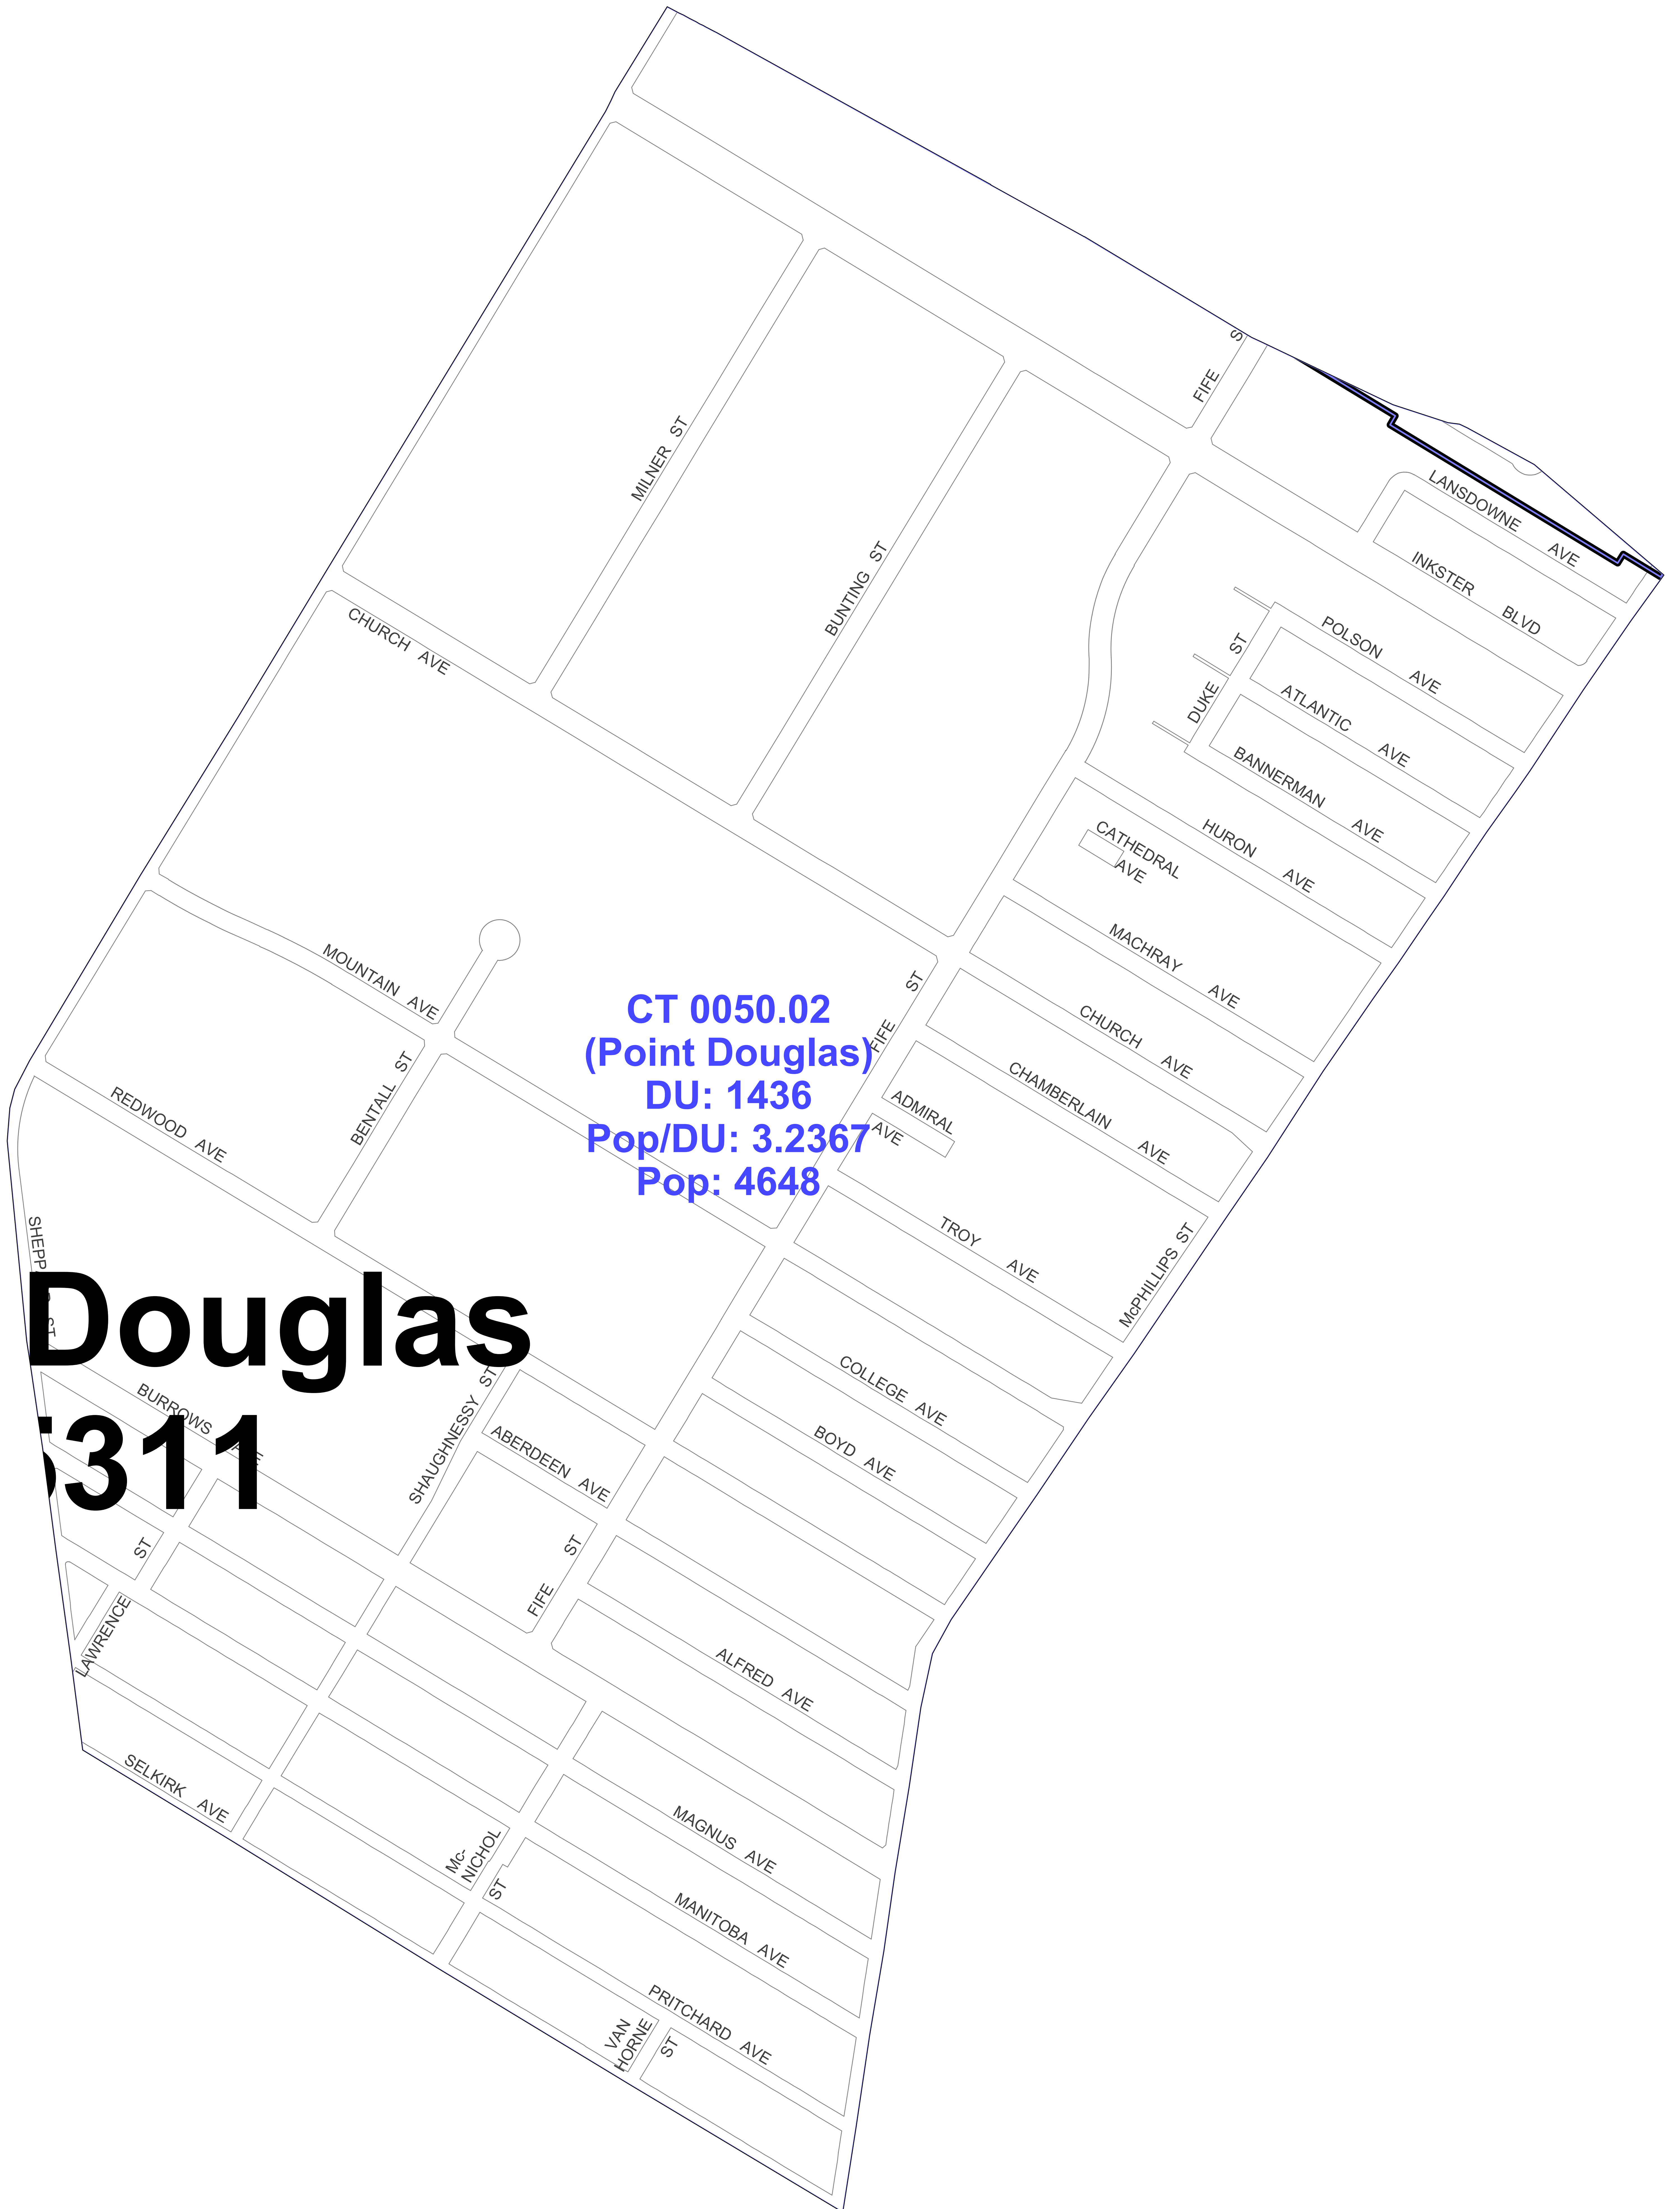 S
FIFE
MILNER ST
LANSDOWNE AVE
INKSTER BLVD
BUNTING ST
CHURCH AVE
POLSON AVE
DUKE ST
ATLANTIC AVE
BANNERMAN AVE
HURON AVE
CATHEDRAL
AVE
MACHRAY AVE
MOUNTAIN AVE
CT 0050.02
(Point Douglas)
DU: 1436
Pop/DU: 3.2367
Pop: 4648
FIFE ST
CHURCH AVE
CHAMBERLAIN AVE
ADMIRAL
AVE
BENTALL ST
REDWOOD AVE
TROY AVE
McPHILLIPS ST
Douglas
311
COLLEGE AVE
BURROWS
SHAUGHNESSY ST
ABERDEEN AVE
BOYD AVE
FIFE ST
LAWRENCE ST
ALFRED AVE
SELKIRK AVE
MAGNUS AVE
Mc-
NICHOL
ST
MANITOBA AVE
PRITCHARD AVE
VAN
HORNE
ST